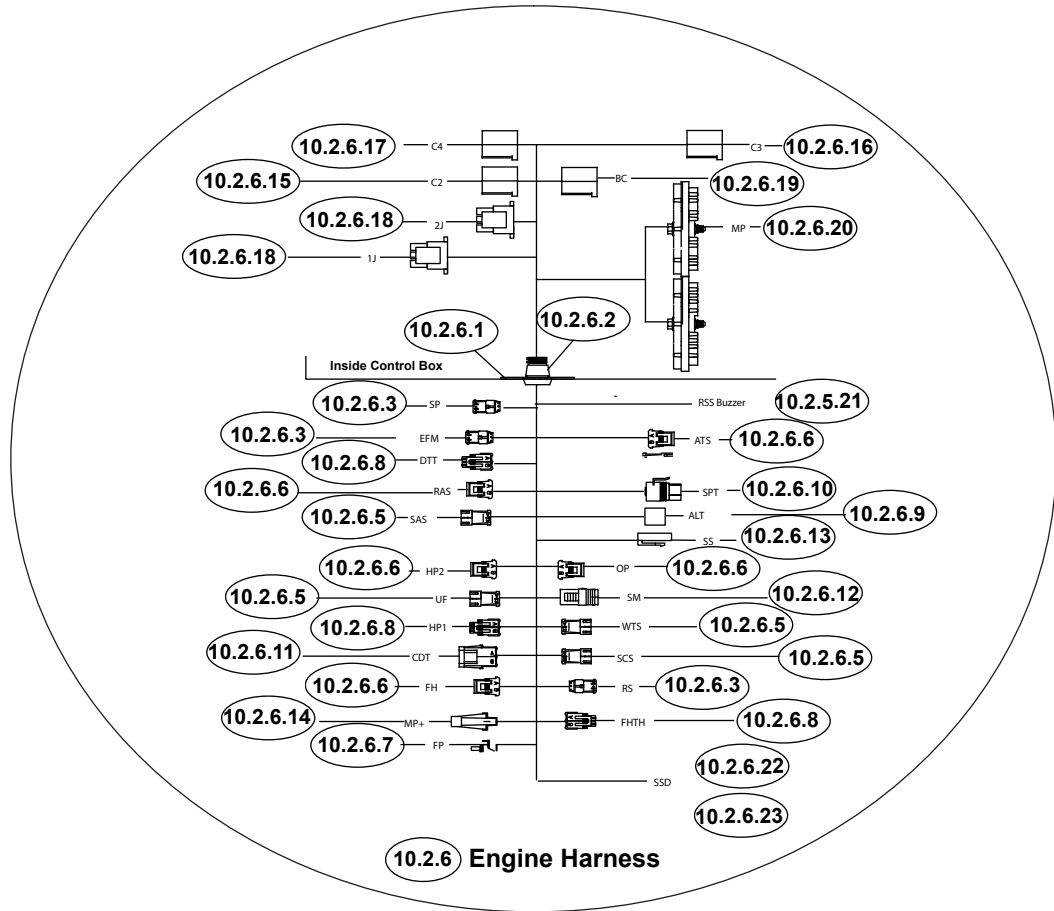 10.2.6.17 C4 C3 10.2.6.16
10.2.6.15 C2 BC 10.2.6.19
10.2.6.18 2J MP 10.2.6.20
10.2.6.18 1J
10.2.6.1 10.2.6.2
Inside Control Box
10.2.6.3 SP RSS Buzzer 10.2.5.21
10.2.6.3 EFM ATS 10.2.6.6
10.2.6.8 DTT
10.2.6.6 RAS SPT 10.2.6.10
10.2.6.5 SAS ALT 10.2.6.9
SS 10.2.6.13
10.2.6.6 HP2 OP 10.2.6.6
10.2.6.5 UF SM 10.2.6.12
10.2.6.8 HP1 WTS 10.2.6.5
10.2.6.11 CDT SCS 10.2.6.5
10.2.6.6 FH RS 10.2.6.3
10.2.6.14 MP+ FHTH 10.2.6.8
10.2.6.7 FP
SSD 10.2.6.22
10.2.6.23
10.2.6 Engine Harness